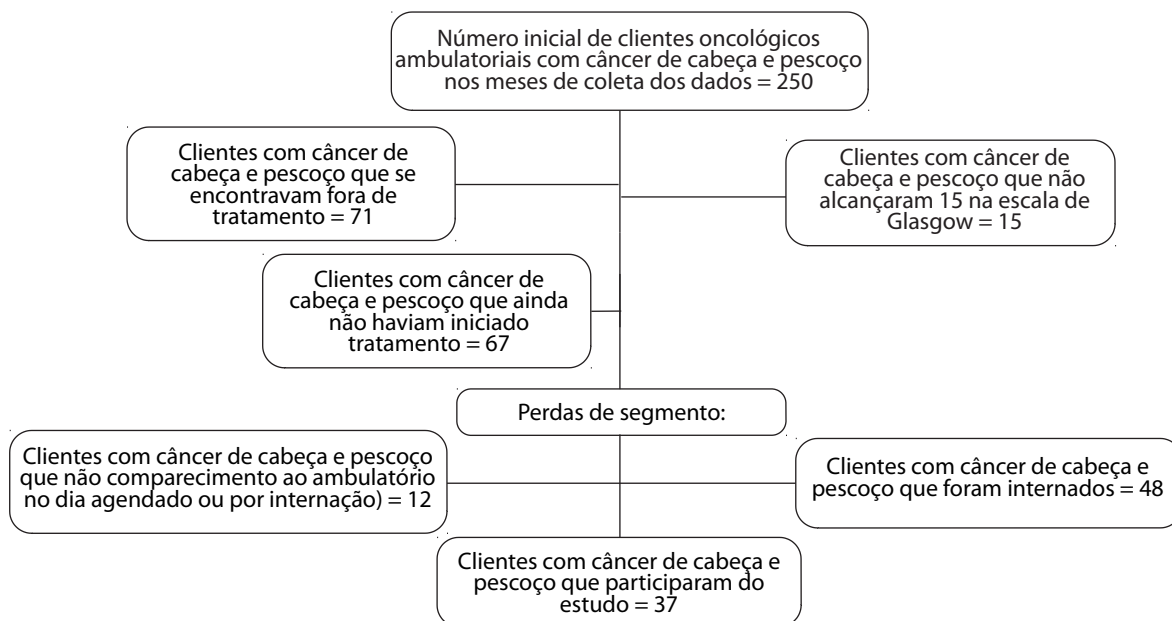 Número inicial de clientes oncológicos
ambulatoriais com câncer de cabeça e pescoço
nos meses de coleta dos dados = 250
Clientes com câncer de
cabeça e pescoço que se
encontravam fora de
tratamento = 71
Clientes com câncer de
cabeça e pescoço que não
alcançaram 15 na escala de
Glasgow = 15
Clientes com câncer de
cabeça e pescoço que ainda
não haviam iniciado
tratamento = 67
Perdas de segmento:
Clientes com câncer de cabeça e pescoço
que não comparecimento ao ambulatório
no dia agendado ou por internação) = 12
Clientes com câncer de cabeça e
pescoço que foram internados = 48
Clientes com câncer de cabeça e
pescoço que participaram do
estudo = 37